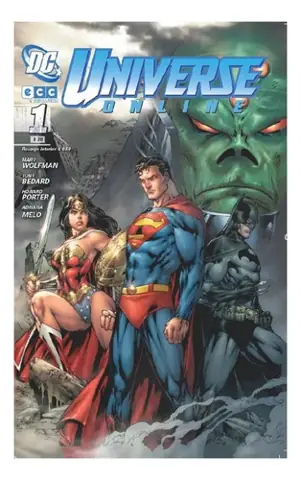 DC
UNIVERSE
ONLINE
ecc
1
MARV
WOLFMAN
TONY
BEDARD
HOWARD
PORTER
ADRIANA
MELO